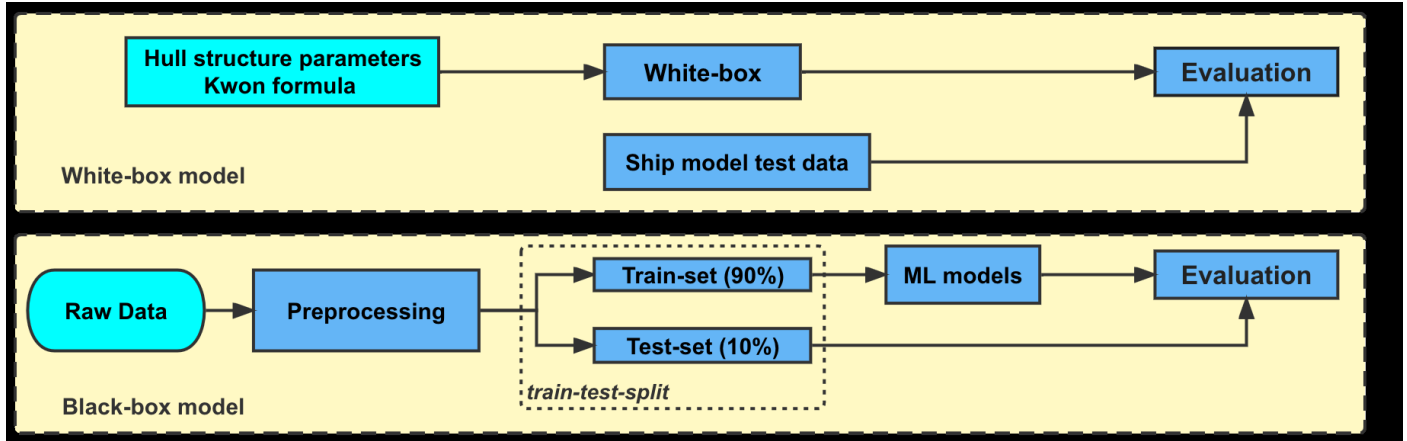 Hull structure parameters
Kwon formula
White-box
Evaluation
Ship model test data
White-box model
Raw Data
Preprocessing
Train-set (90%)
ML models
Evaluation
Test-set (10%)
train-test-split
Black-box model